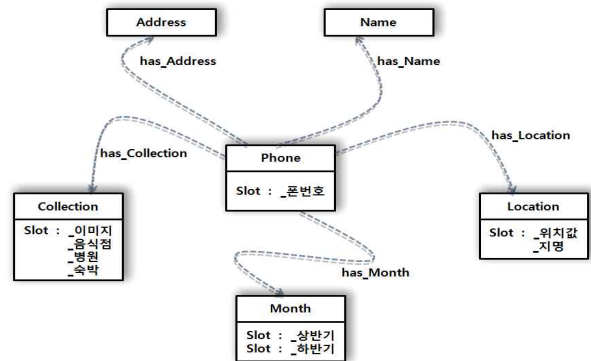 Address
Name
has_Address
has_Name
has_Collection
has_Location
Phone
Slot : _폰번호
Collection
Slot : _이미지
_음식점
_병원
_숙박
Location
Slot : _위치값
_지명
has_Month
Month
Slot : _상반기
Slot : _하반기